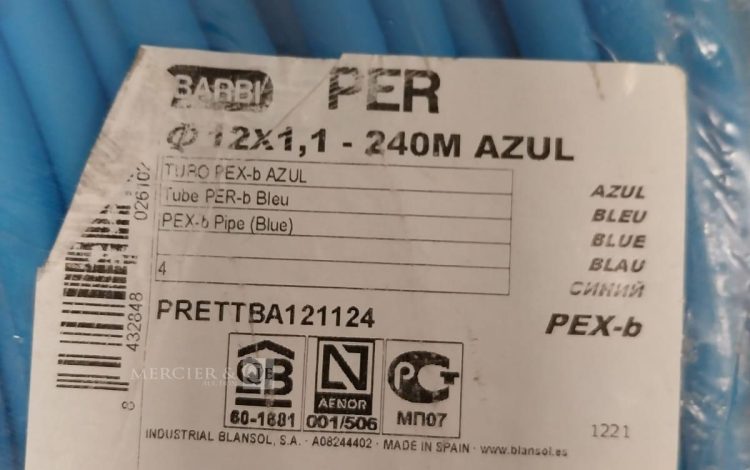 BARBI PER
Φ 12X1,1 - 240M AZUL
TUBO PEX-b AZUL
Tube PER-b Bleu
PEX-b Pipe (Blue)
4
AZUL
BLEU
BLUE
BLAU
СИНИЙ
PRETTBA121124
PEX-b
8 432848 026102
QB
60-1681
N
AENOR
001/506
РСТ
МП07
1221
INDUSTRIAL BLANSOL, S.A. · A08244402 · MADE IN SPAIN · www.blansol.es
MERCIER &